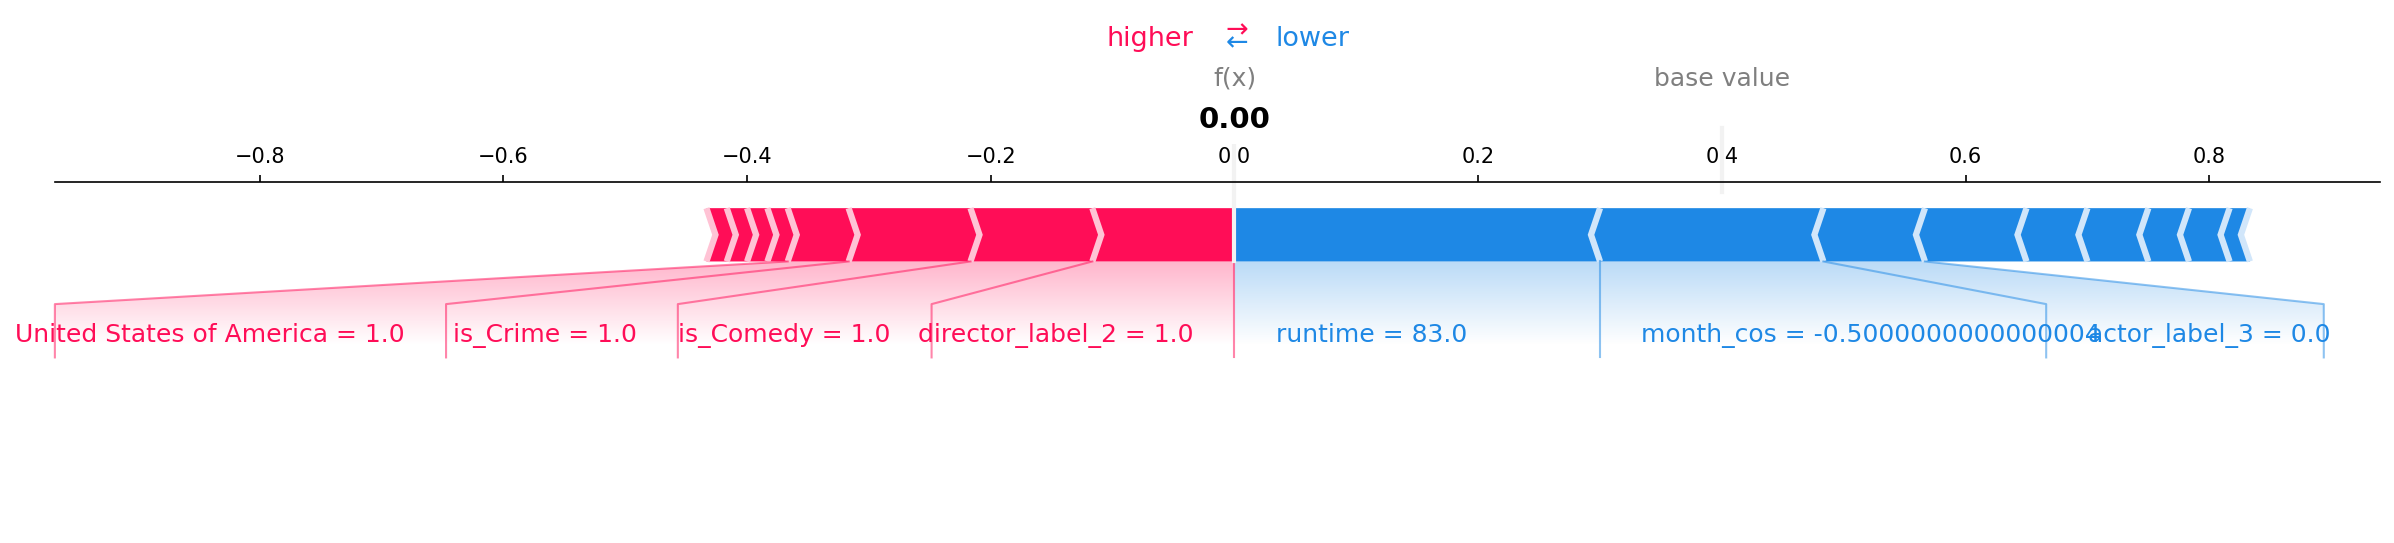 higher ⇄ lower
f(x) base value
0.00
−0.8 −0.6 −0.4 −0.2 0 0 0.2 0 4 0.6 0.8
United States of America = 1.0 is_Crime = 1.0 is_Comedy = 1.0 director_label_2 = 1.0 runtime = 83.0 month_cos = -0.5000000000000004 actor_label_3 = 0.0